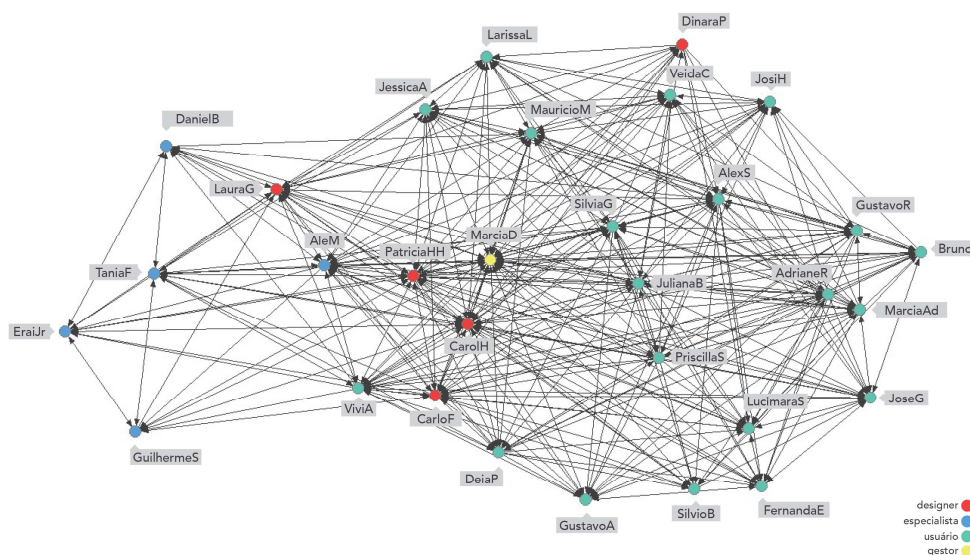 DinaraP
LarissaL
VeidaC
JosiH
JessicaA
MauricioM
DanielB
AlexS
LauraG
SilviaG
GustavoR
MarciaD
AleM
PatriciaHH
Bruno
TaniaF
AdrianeR
JulianaB
MarciaAd
EraiJr
CarolH
PriscillaS
ViviA
CarloF
LucimaraS
JoseG
GuilhermeS
DeiaP
GustavoA
SilvioB
FernandaE
designer
especialista
usuário
gestor